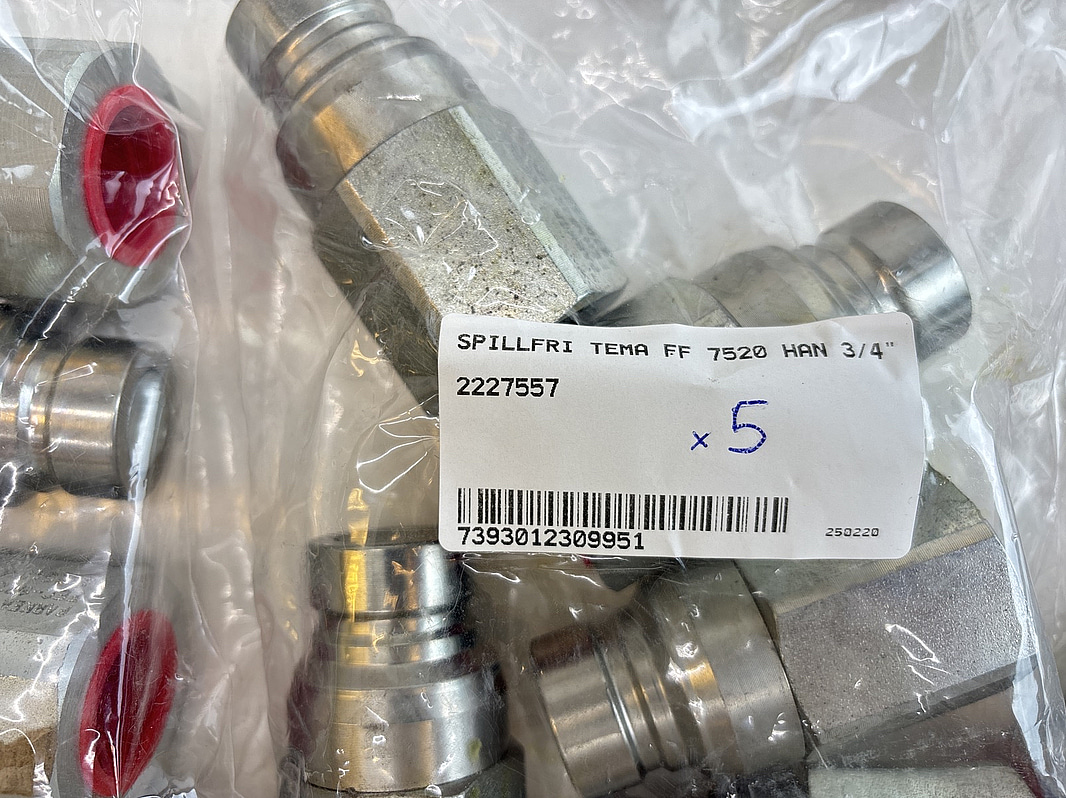 SPILLFRI TEMA FF 7520 HAN 3/4"
2227557
x 5
7393012309951
250220